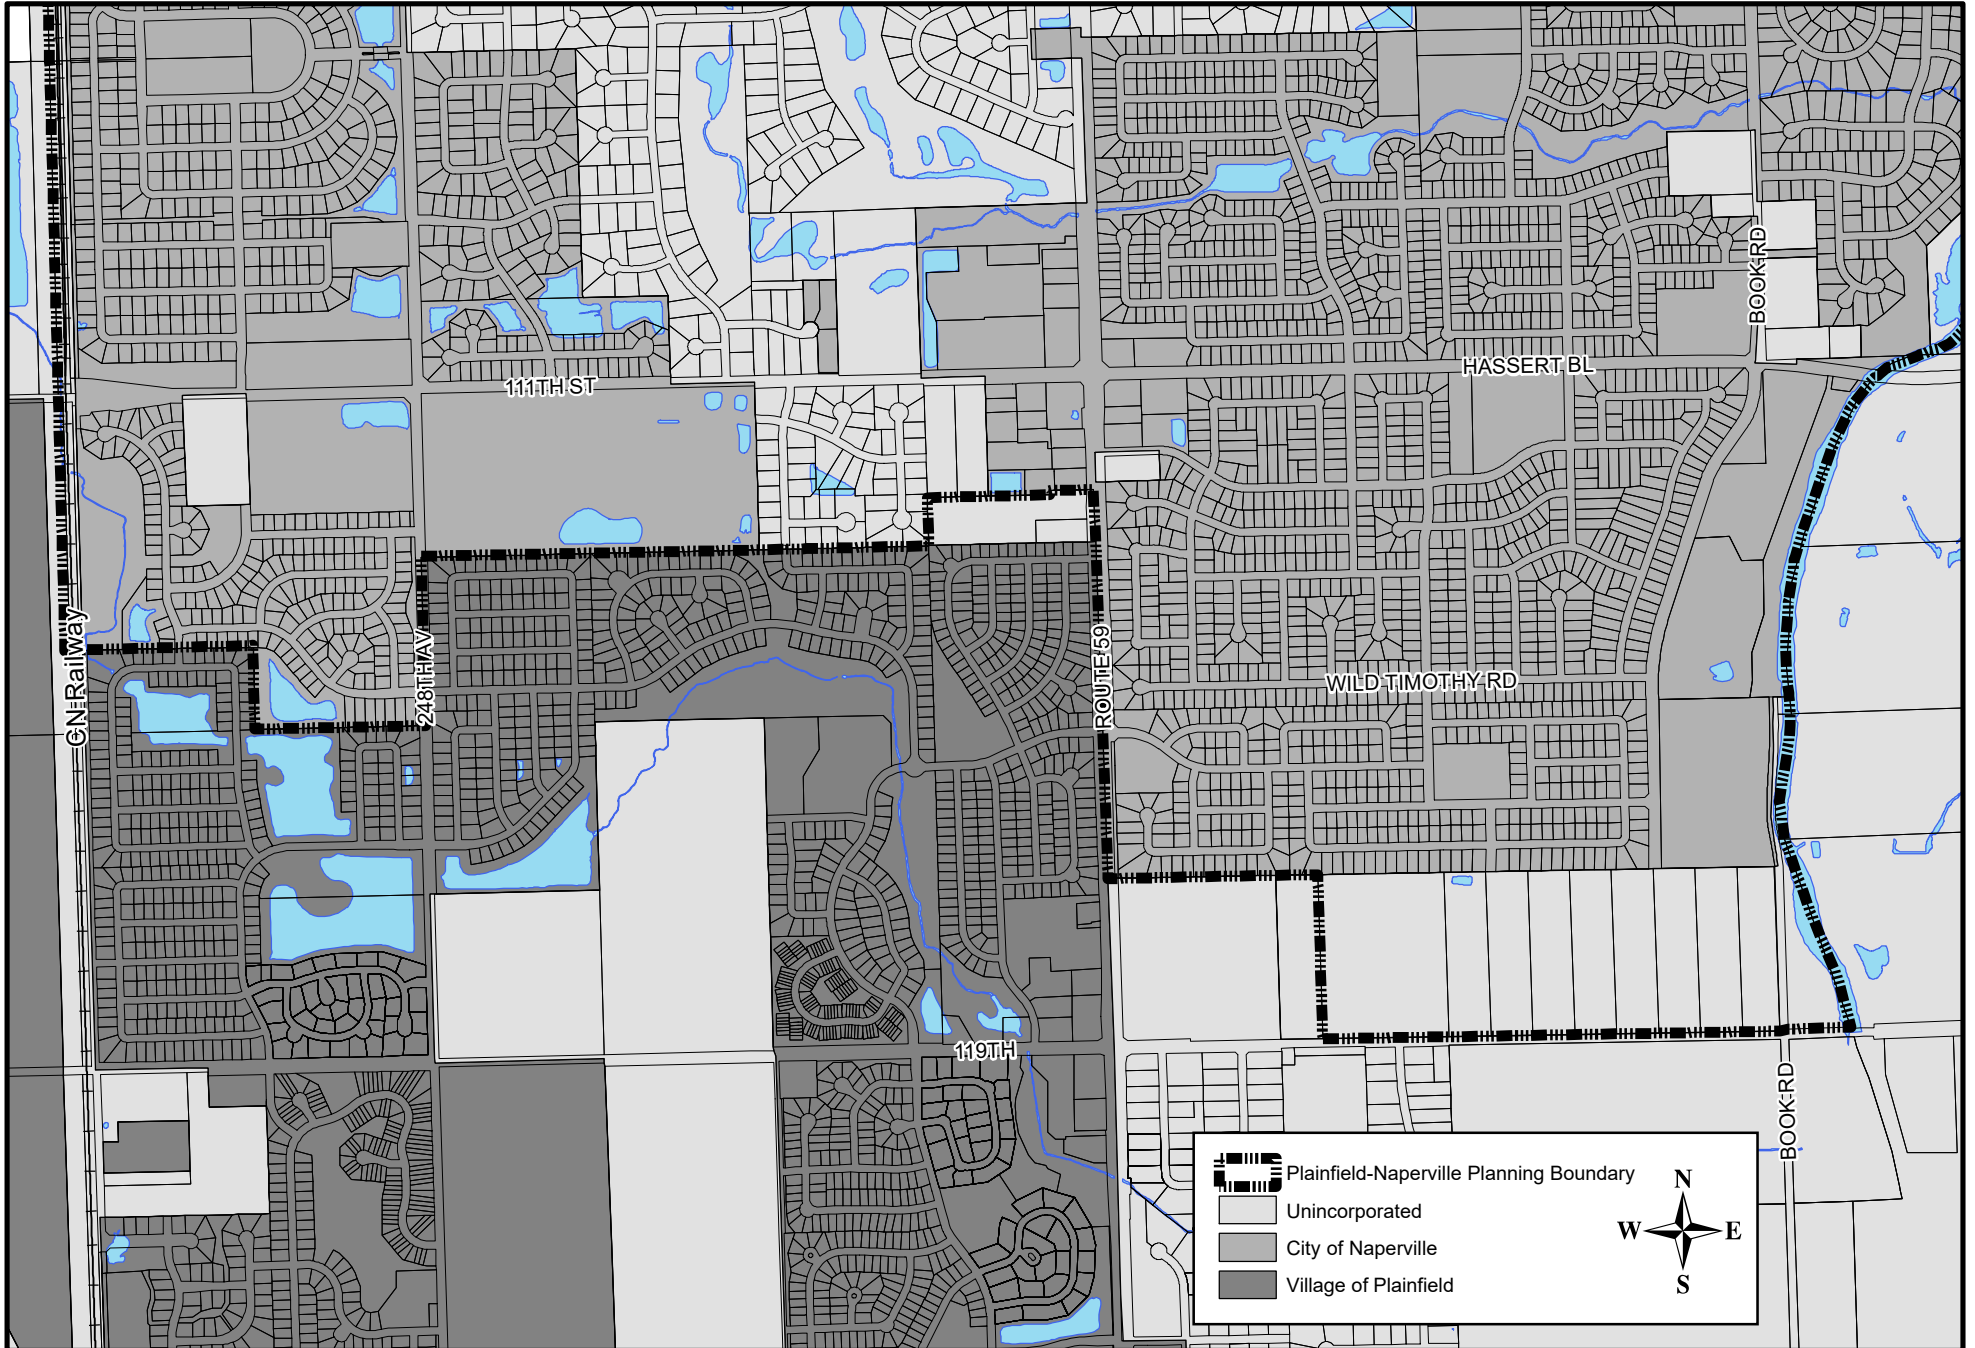 BOOK RD
HASSERT BL
111TH ST
CN Railway
248TH AV
ROUTE 59
WILD TIMOTHY RD
119TH
BOOK RD
Plainfield-Naperville Planning Boundary
Unincorporated
City of Naperville
Village of Plainfield
N
W E
S